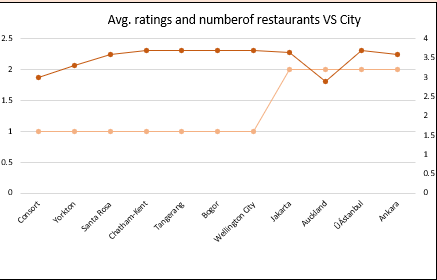 Avg. ratings and numberof restaurants VS City
2.5
2
1.5
1
0.5
0
4
3.5
3
2.5
2
1.5
1
0.5
0
Consort
Yorkton
Santa Rosa
Chatham-Kent
Tangerang
Bogor
Wellington City
Jakarta
Auckland
ÛÁstanbul
Ankara